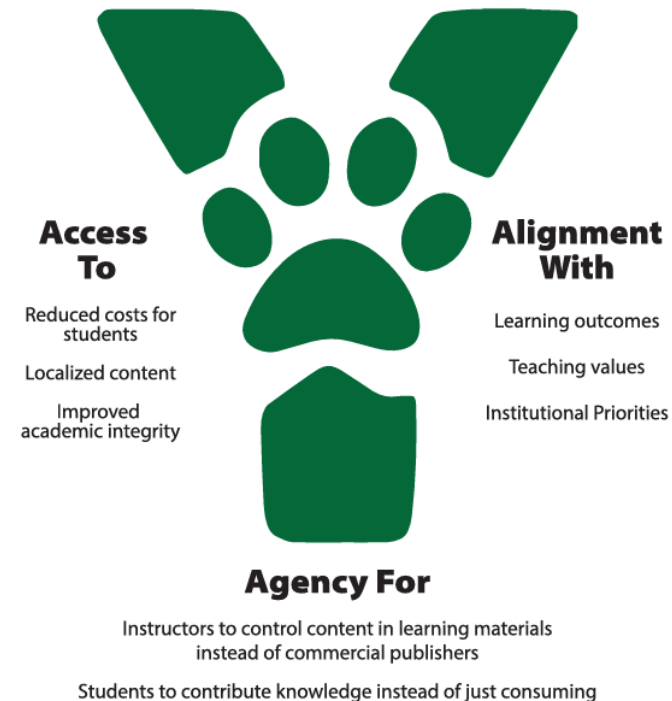 Access
To
Reduced costs for
students
Localized content
Improved
academic integrity
Alignment
With
Learning outcomes
Teaching values
Institutional Priorities
Agency For
Instructors to control content in learning materials
instead of commercial publishers
Students to contribute knowledge instead of just consuming